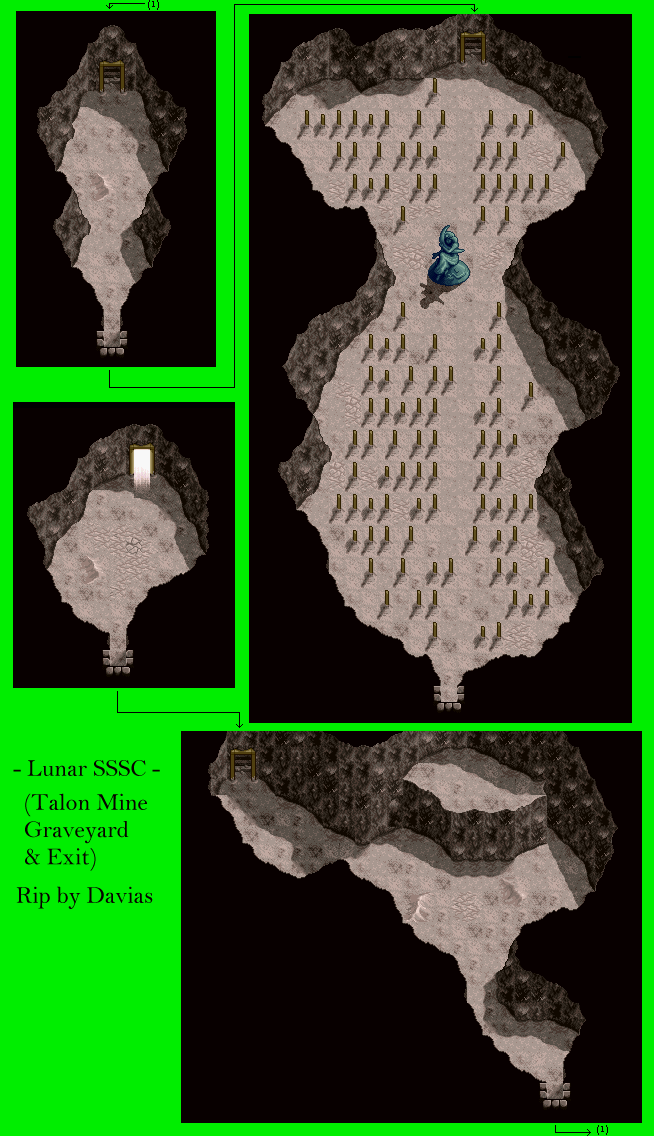 (1)
- Lunar SSSC -
(Talon Mine
Graveyard
& Exit)
Rip by Davias
(1)